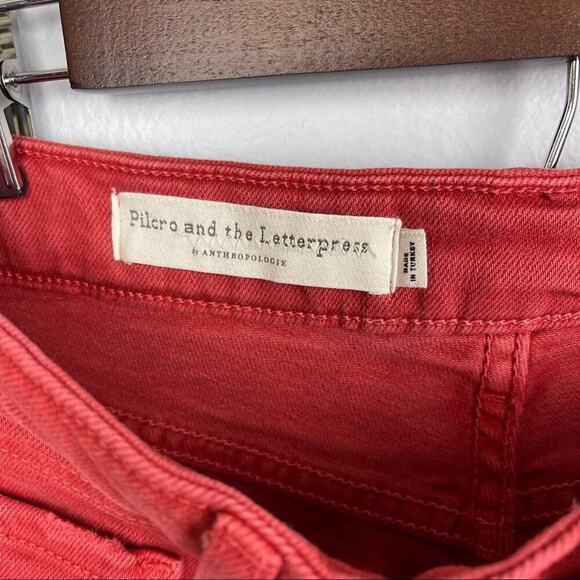 Pilcro and the Letterpress
by ANTHROPOLOGIE
MADE
IN TURKEY